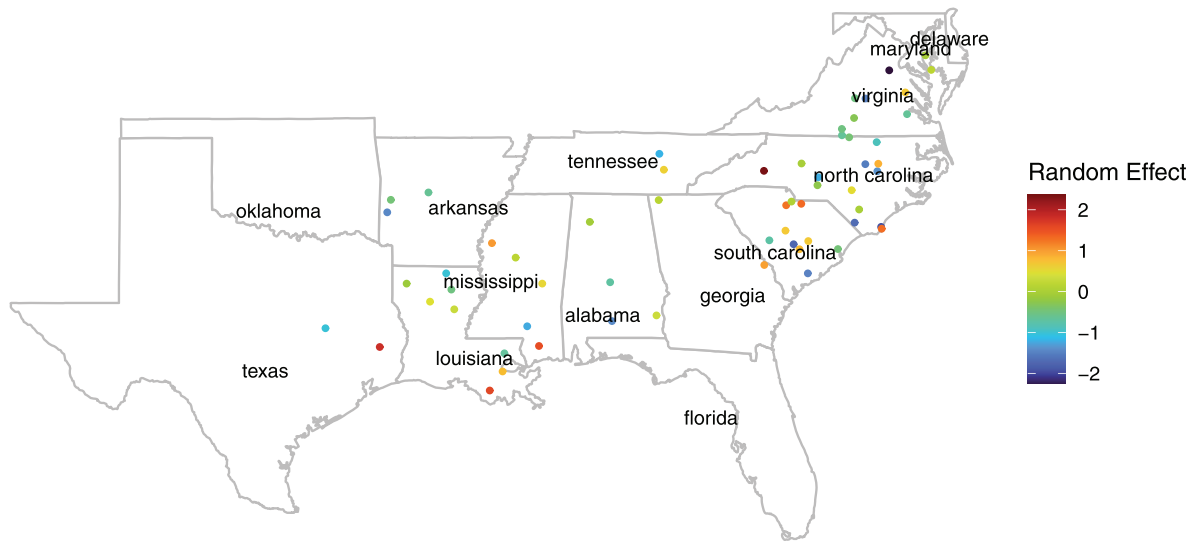 delaware
maryland
virginia
tennessee
north carolina
oklahoma
arkansas
south carolina
mississippi
georgia
alabama
louisiana
texas
florida
Random Effect
2
1
0
−1
−2